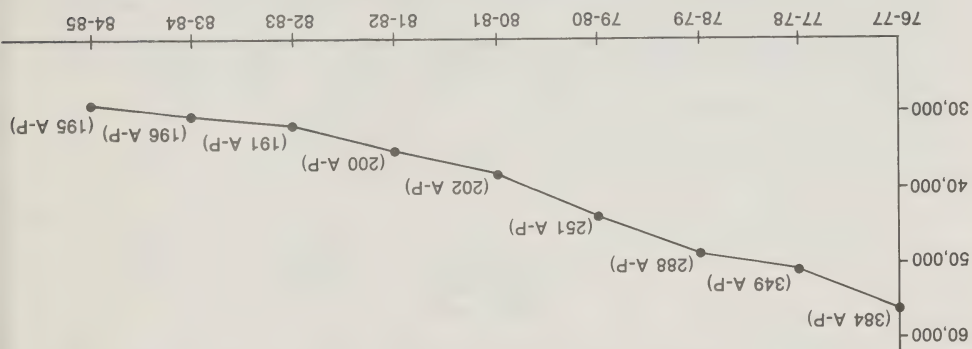 60,000
(384 A-P)
(349 A-P)
50,000
(288 A-P)
(251 A-P)
40,000
(202 A-P)
(200 A-P)
(191 A-P)
(196 A-P)
(195 A-P)
30,000
76-77 77-78 78-79 79-80 80-81 81-82 82-83 83-84 84-85